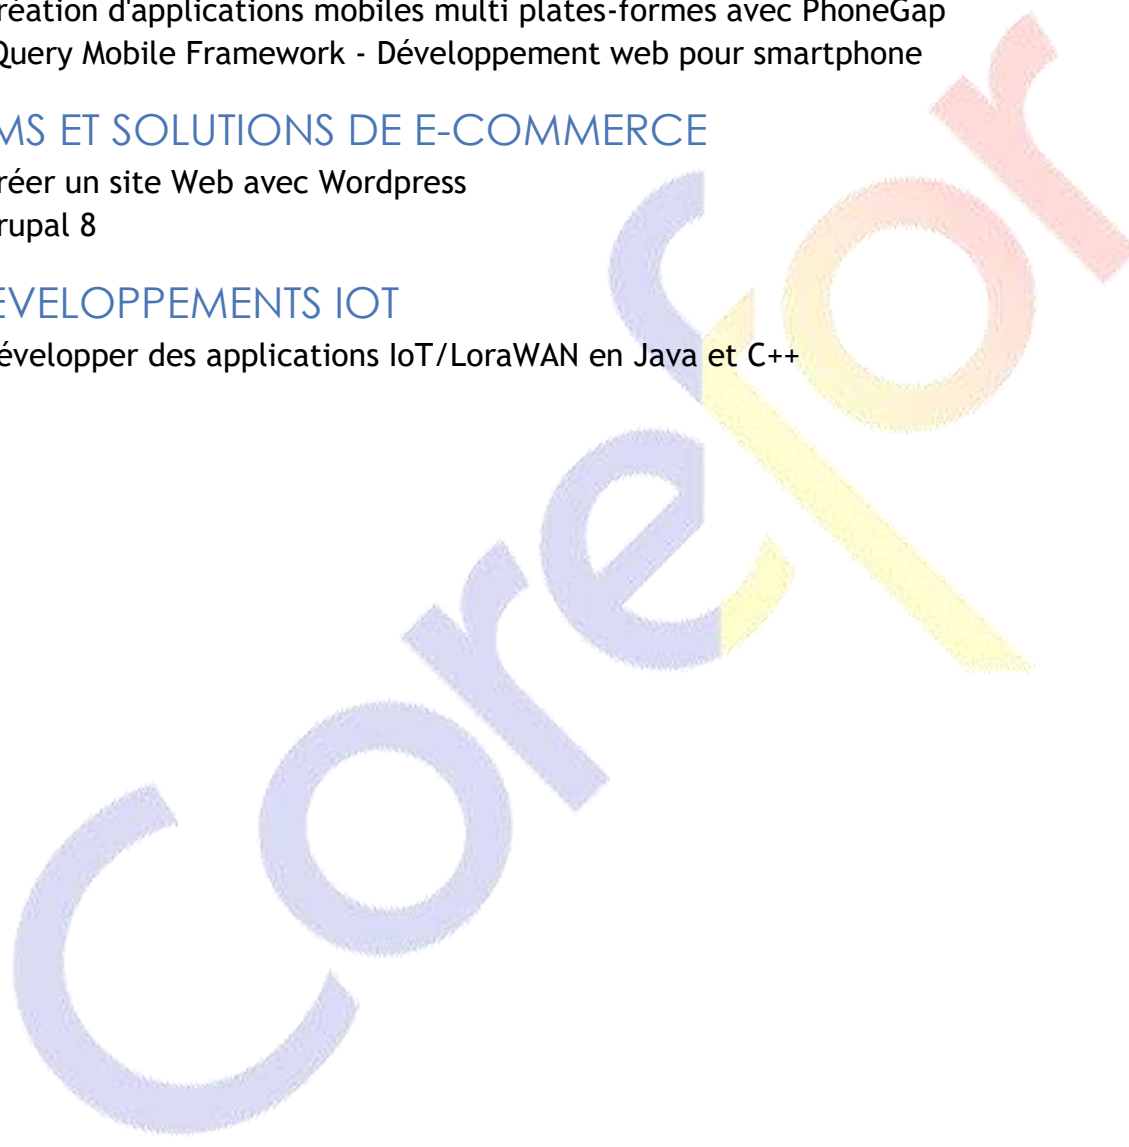 réation d'applications mobiles multi plates-formes avec PhoneGap
Query Mobile Framework - Développement web pour smartphone
MS ET SOLUTIONS DE E-COMMERCE
réer un site Web avec Wordpress
rupal 8
EVELOPPEMENTS IOT
évelopper des applications IoT/LoraWAN en Java et C++
Corefor